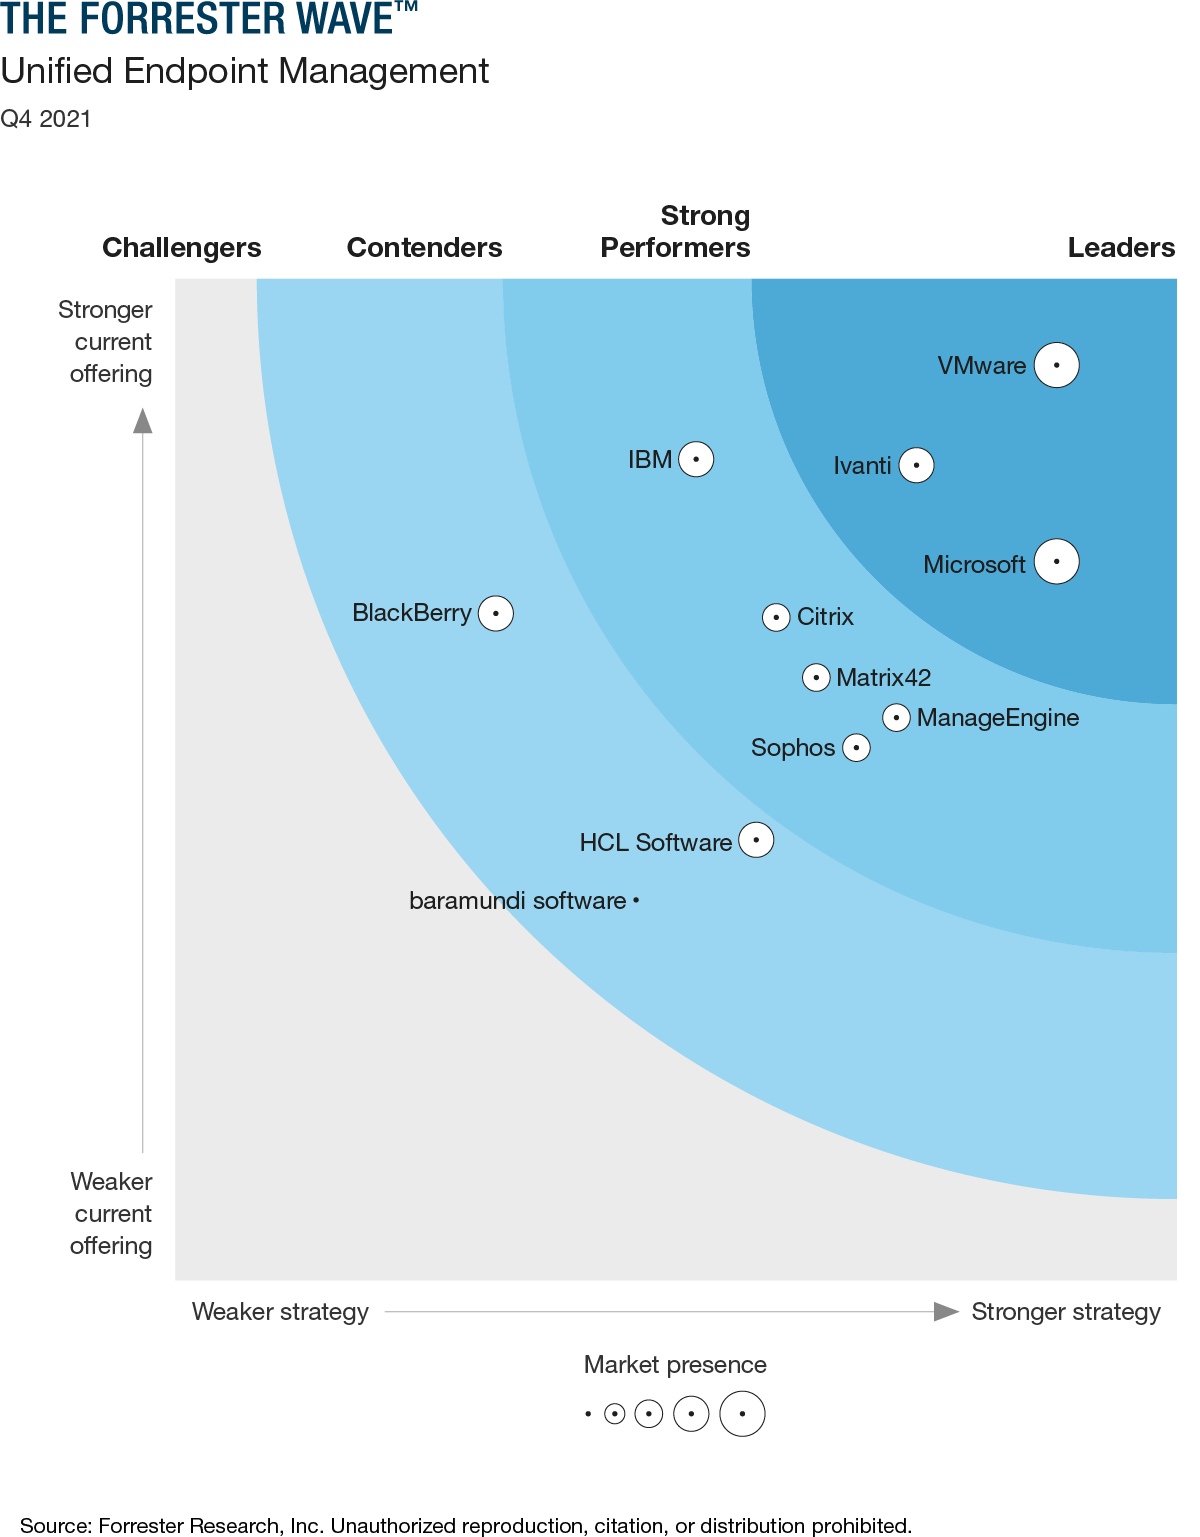 THE FORRESTER WAVE™
Unified Endpoint Management
Q4 2021
Challengers
Contenders
Strong
Performers
Leaders
Stronger
current
offering
VMware
IBM
Ivanti
Microsoft
BlackBerry
Citrix
Matrix42
ManageEngine
Sophos
HCL Software
baramundi software
Weaker
current
offering
Weaker strategy
Stronger strategy
Market presence
Source: Forrester Research, Inc. Unauthorized reproduction, citation, or distribution prohibited.